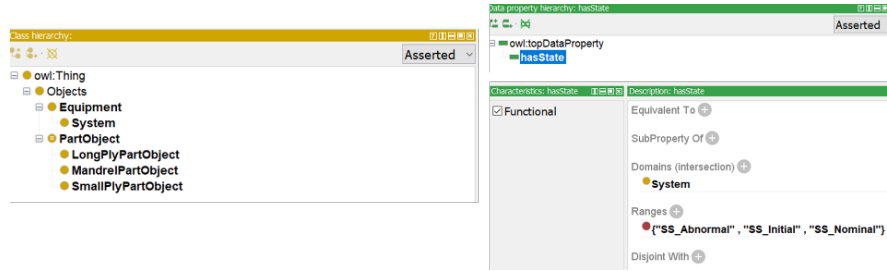 Class hierarchy:
Asserted
owl:Thing
Objects
Equipment
System
PartObject
LongPlyPartObject
MandrelPartObject
SmallPlyPartObject
Data property hierarchy: hasState
Asserted
owl:topDataProperty
hasState
Characteristics: hasState
Functional
Description: hasState
Equivalent To
SubProperty Of
Domains (intersection)
System
Ranges
{"SS_Abnormal" , "SS_Initial" , "SS_Nominal"}
Disjoint With